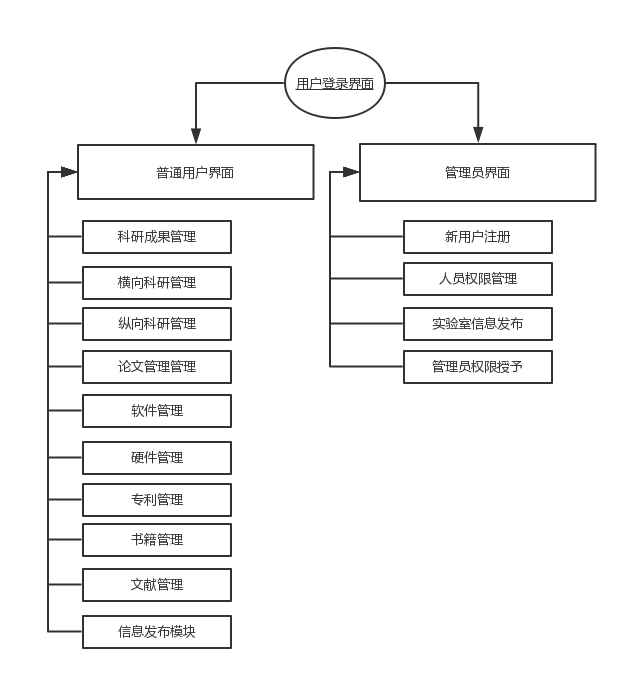 用户登录界面
普通用户界面
管理员界面
科研成果管理
横向科研管理
纵向科研管理
论文管理管理
软件管理
硬件管理
专利管理
书籍管理
文献管理
信息发布模块
新用户注册
人员权限管理
实验室信息发布
管理员权限授予